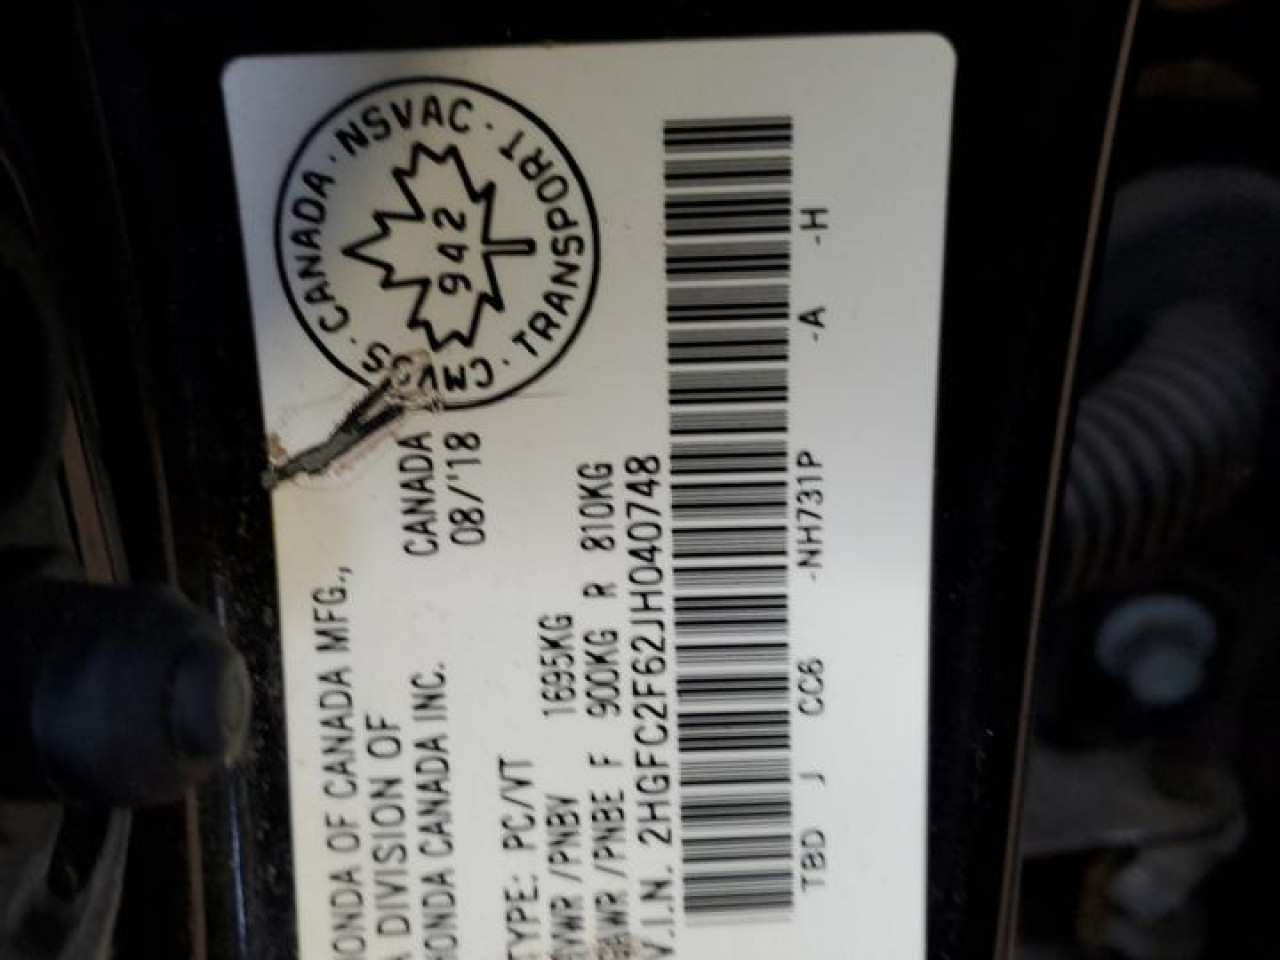 · CANADA · NSVAC · TRANSPORT
TRANSPORT · CMVSS
942
HONDA OF CANADA MFG.,
A DIVISION OF CANADA
HONDA CANADA INC. 08/'18
TYPE: PC/VT
GVWR /PNBV 1695KG
GAWR /PNBE F 900KG R 810KG
V.I.N. 2HGFC2F62JH040748
TBD J CC6 -NH731P -A -H